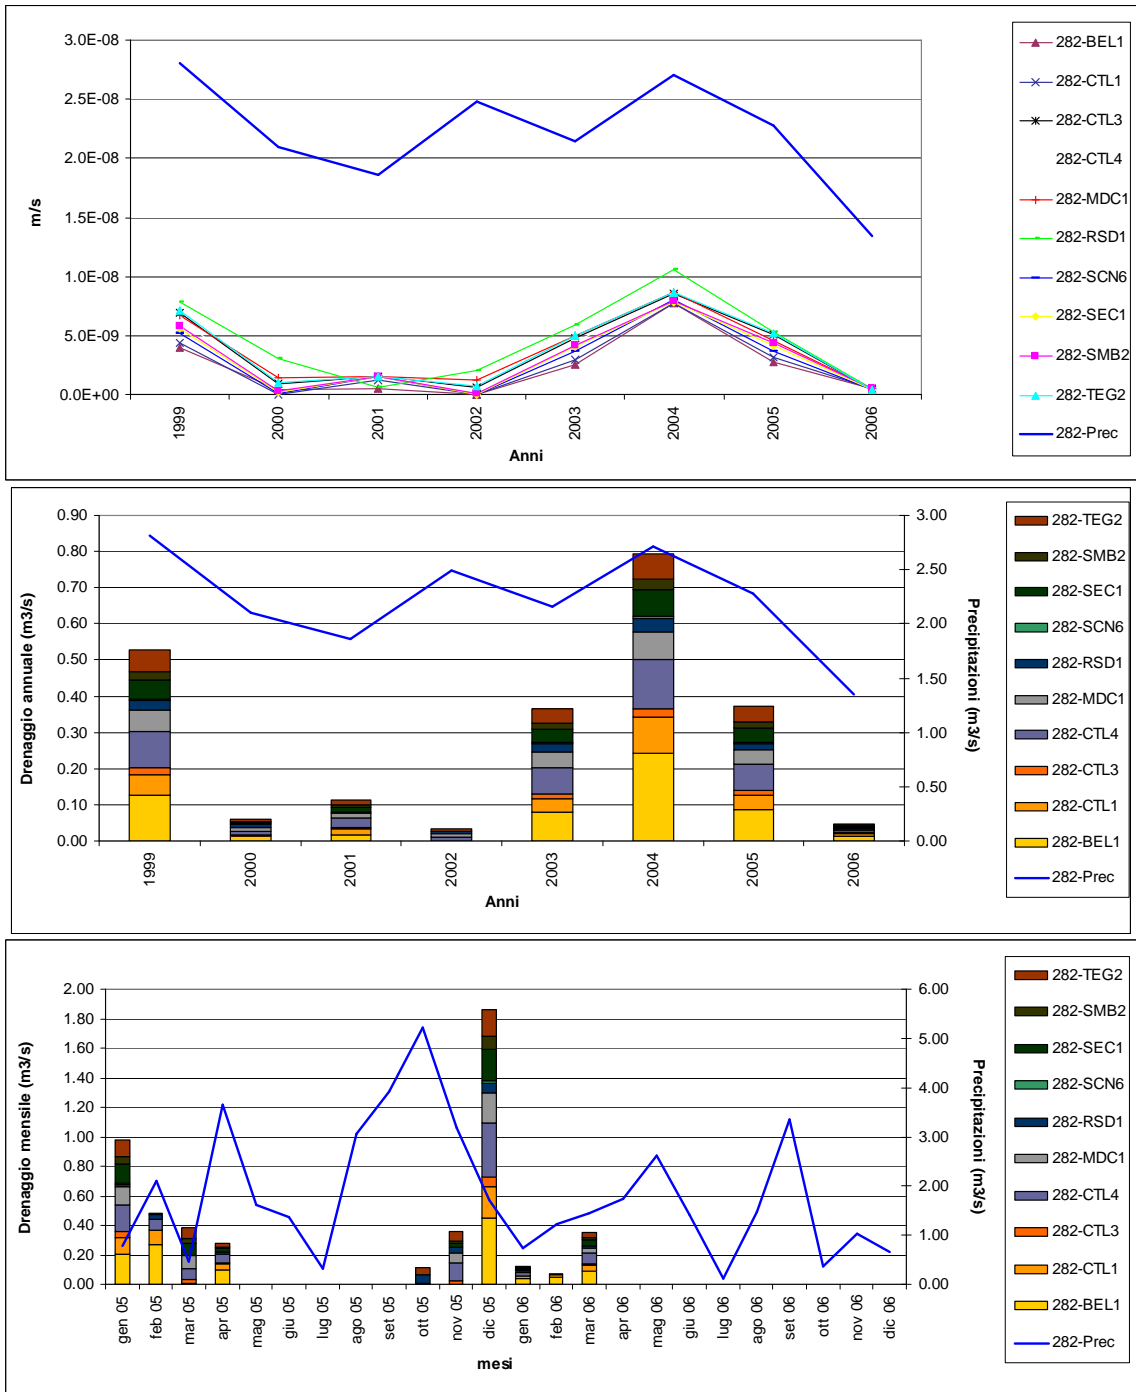 3.0E-08
2.5E-08
2.0E-08
1.5E-08
1.0E-08
5.0E-09
0.0E+00
m/s
1999
2000
2001
2002
2003
2004
2005
2006
Anni
282-BEL1
282-CTL1
282-CTL3
282-CTL4
282-MDC1
282-RSD1
282-SCN6
282-SEC1
282-SMB2
282-TEG2
282-Prec
0.90
0.80
0.70
0.60
0.50
0.40
0.30
0.20
0.10
0.00
Drenaggio annuale (m3/s)
3.00
2.50
2.00
1.50
1.00
0.50
0.00
Precipitazioni (m3/s)
1999
2000
2001
2002
2003
2004
2005
2006
Anni
282-TEG2
282-SMB2
282-SEC1
282-SCN6
282-RSD1
282-MDC1
282-CTL4
282-CTL3
282-CTL1
282-BEL1
282-Prec
2.00
1.80
1.60
1.40
1.20
1.00
0.80
0.60
0.40
0.20
0.00
Drenaggio mensile (m3/s)
6.00
5.00
4.00
3.00
2.00
1.00
0.00
Precipitazioni (m3/s)
gen 05
feb 05
mar 05
apr 05
mag 05
giu 05
lug 05
ago 05
set 05
ott 05
nov 05
dic 05
gen 06
feb 06
mar 06
apr 06
mag 06
giu 06
lug 06
ago 06
set 06
ott 06
nov 06
dic 06
mesi
282-TEG2
282-SMB2
282-SEC1
282-SCN6
282-RSD1
282-MDC1
282-CTL4
282-CTL3
282-CTL1
282-BEL1
282-Prec